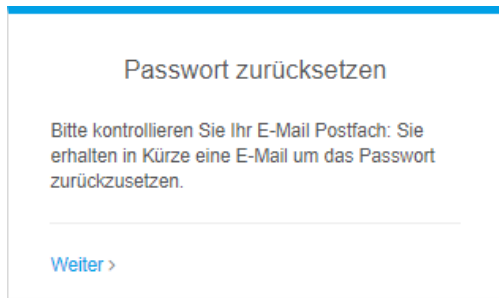 Passwort zurücksetzen
Bitte kontrollieren Sie Ihr E-Mail Postfach: Sie
erhalten in Kürze eine E-Mail um das Passwort
zurückzusetzen.
Weiter >